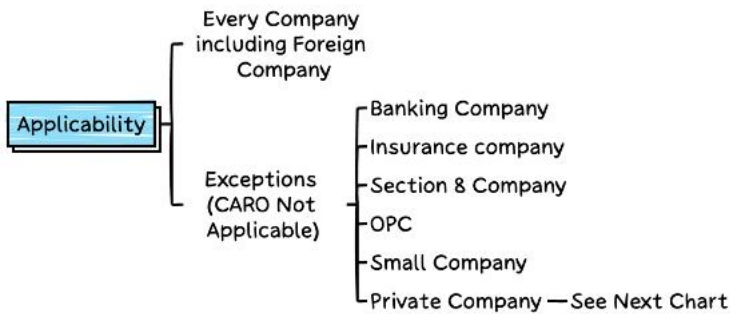 Every Company
including Foreign
Company
Applicability
Exceptions
(CARO Not
Applicable)
Banking Company
Insurance company
Section 8 Company
OPC
Small Company
Private Company — See Next Chart